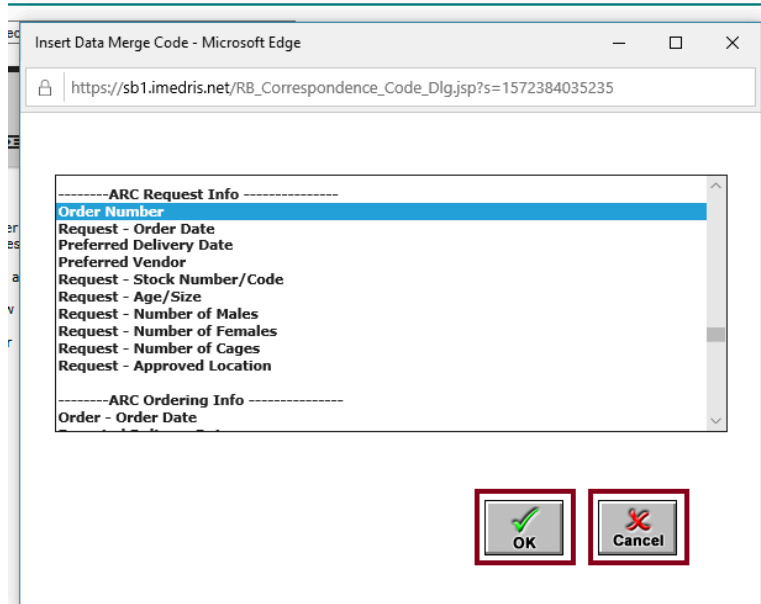 Insert Data Merge Code - Microsoft Edge
https://sb1.imedris.net/RB_Correspondence_Code_Dlg.jsp?s=1572384035235
--------ARC Request Info ---------------
Order Number
Request - Order Date
Preferred Delivery Date
Preferred Vendor
Request - Stock Number/Code
Request - Age/Size
Request - Number of Males
Request - Number of Females
Request - Number of Cages
Request - Approved Location
--------ARC Ordering Info ---------------
Order - Order Date
OK
Cancel